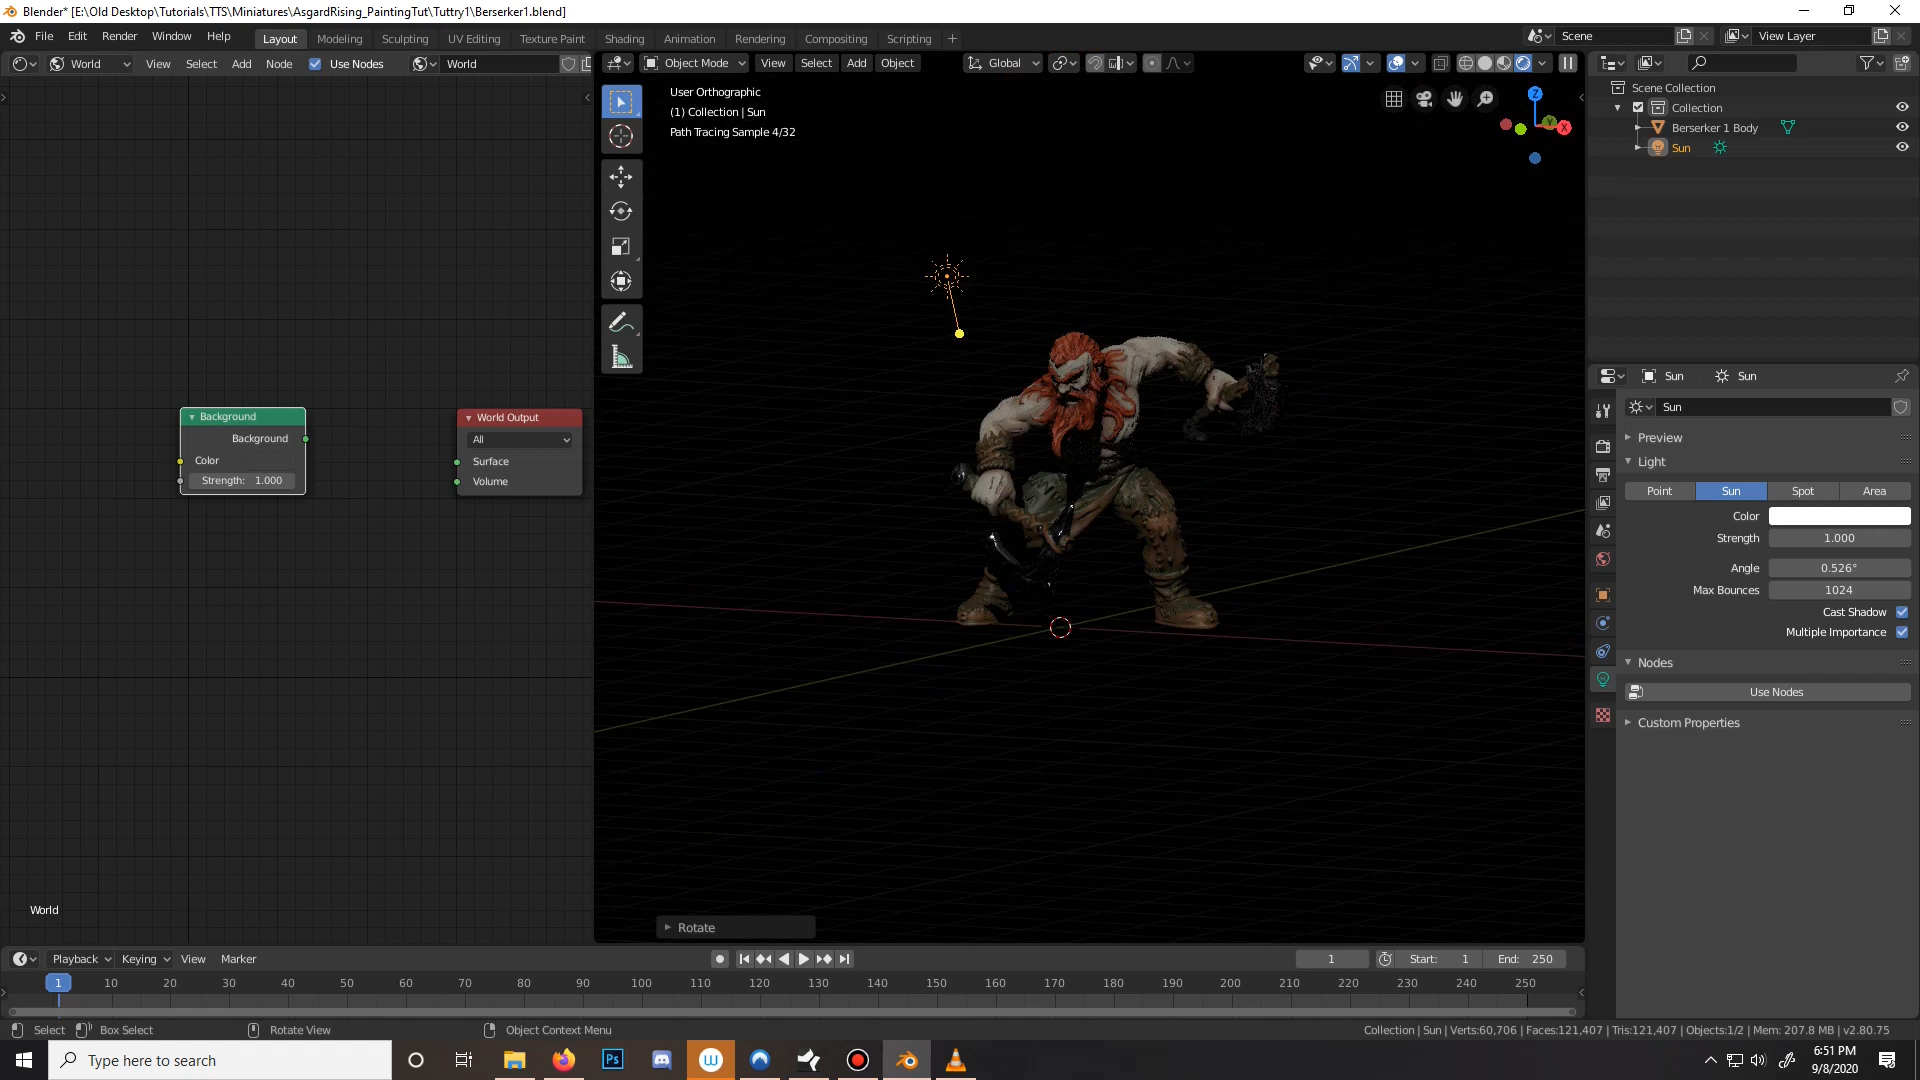 Blender* [E:\Old Desktop\Tutorials\TTS\Miniatures\AsgardRising_PaintingTut\Tuttry1\Berserker1.blend]
File Edit Render Window Help Layout Modeling Sculpting UV Editing Texture Paint Shading Animation Rendering Compositing Scripting + Scene View Layer
World View Select Add Node Use Nodes World Object Mode View Select Add Object Global
User Orthographic
(1) Collection | Sun
Path Tracing Sample 4/32
Z
Y
X
Scene Collection
Collection
Berserker 1 Body
Sun
Background
Background
Color
Strength: 1.000
World Output
All
Surface
Volume
Sun Sun
Sun
Preview
Light
Point Sun Spot Area
Color
Strength 1.000
Angle 0.526°
Max Bounces 1024
Cast Shadow
Multiple Importance
Nodes
Use Nodes
Custom Properties
World
Rotate
Playback Keying View Marker 1 Start: 1 End: 250
1 10 20 30 40 50 60 70 80 90 100 110 120 130 140 150 160 170 180 190 200 210 220 230 240 250
Select Box Select Rotate View Object Context Menu Collection | Sun | Verts:60,706 | Faces:121,407 | Tris:121,407 | Objects:1/2 | Mem: 207.8 MB | v2.80.75
Type here to search
Ps
W
6:51 PM
9/8/2020